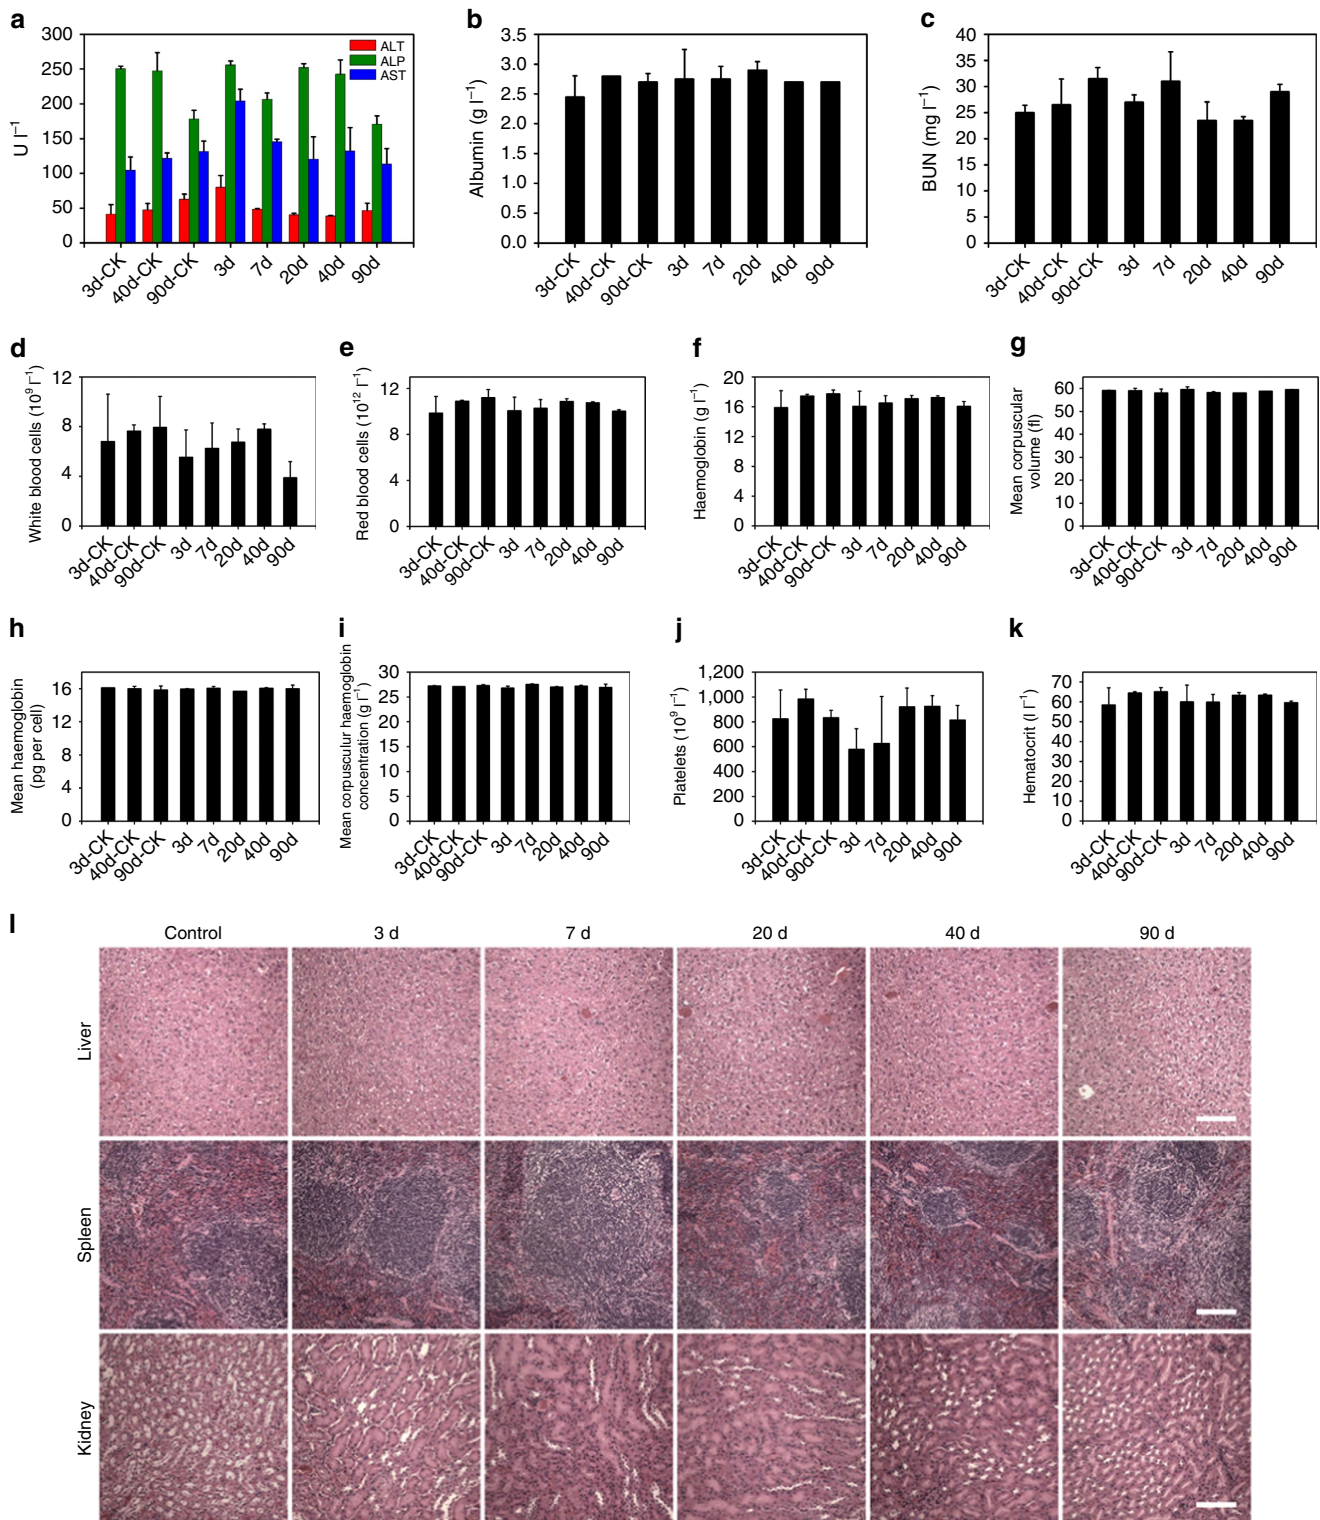 a
300
250
200
150
100
50
0
U l⁻¹
ALT
ALP
AST
3d-CK
40d-CK
90d-CK
3d
7d
20d
40d
90d
b
3.5
3.0
2.5
2.0
1.5
1.0
0.5
0.0
Albumin (g l⁻¹)
3d-CK
40d-CK
90d-CK
3d
7d
20d
40d
90d
c
40
35
30
25
20
15
10
5
0
BUN (mg l⁻¹)
3d-CK
40d-CK
90d-CK
3d
7d
20d
40d
90d
d
12
8
4
0
White blood cells (10⁹ l⁻¹)
3d-CK
40d-CK
90d-CK
3d
7d
20d
40d
90d
e
12
8
4
0
Red blood cells (10¹² l⁻¹)
3d-CK
40d-CK
90d-CK
3d
7d
20d
40d
90d
f
20
16
12
8
4
0
Haemoglobin (g l⁻¹)
3d-CK
40d-CK
90d-CK
3d
7d
20d
40d
90d
g
60
50
40
30
20
10
0
Mean corpuscular
volume (fl)
3d-CK
40d-CK
90d-CK
3d
7d
20d
40d
90d
h
16
12
8
4
0
Mean haemoglobin
(pg per cell)
3d-CK
40d-CK
90d-CK
3d
7d
20d
40d
90d
i
30
25
20
15
10
5
0
Mean corpuscular haemoglobin
concentration (g l⁻¹)
3d-CK
40d-CK
90d-CK
3d
7d
20d
40d
90d
j
1,200
1,000
800
600
400
200
0
Platelets (10⁹ l⁻¹)
3d-CK
40d-CK
90d-CK
3d
7d
20d
40d
90d
k
70
60
50
40
30
20
10
0
Hematocrit (l l⁻¹)
3d-CK
40d-CK
90d-CK
3d
7d
20d
40d
90d
l
Control
3 d
7 d
20 d
40 d
90 d
Liver
Spleen
Kidney